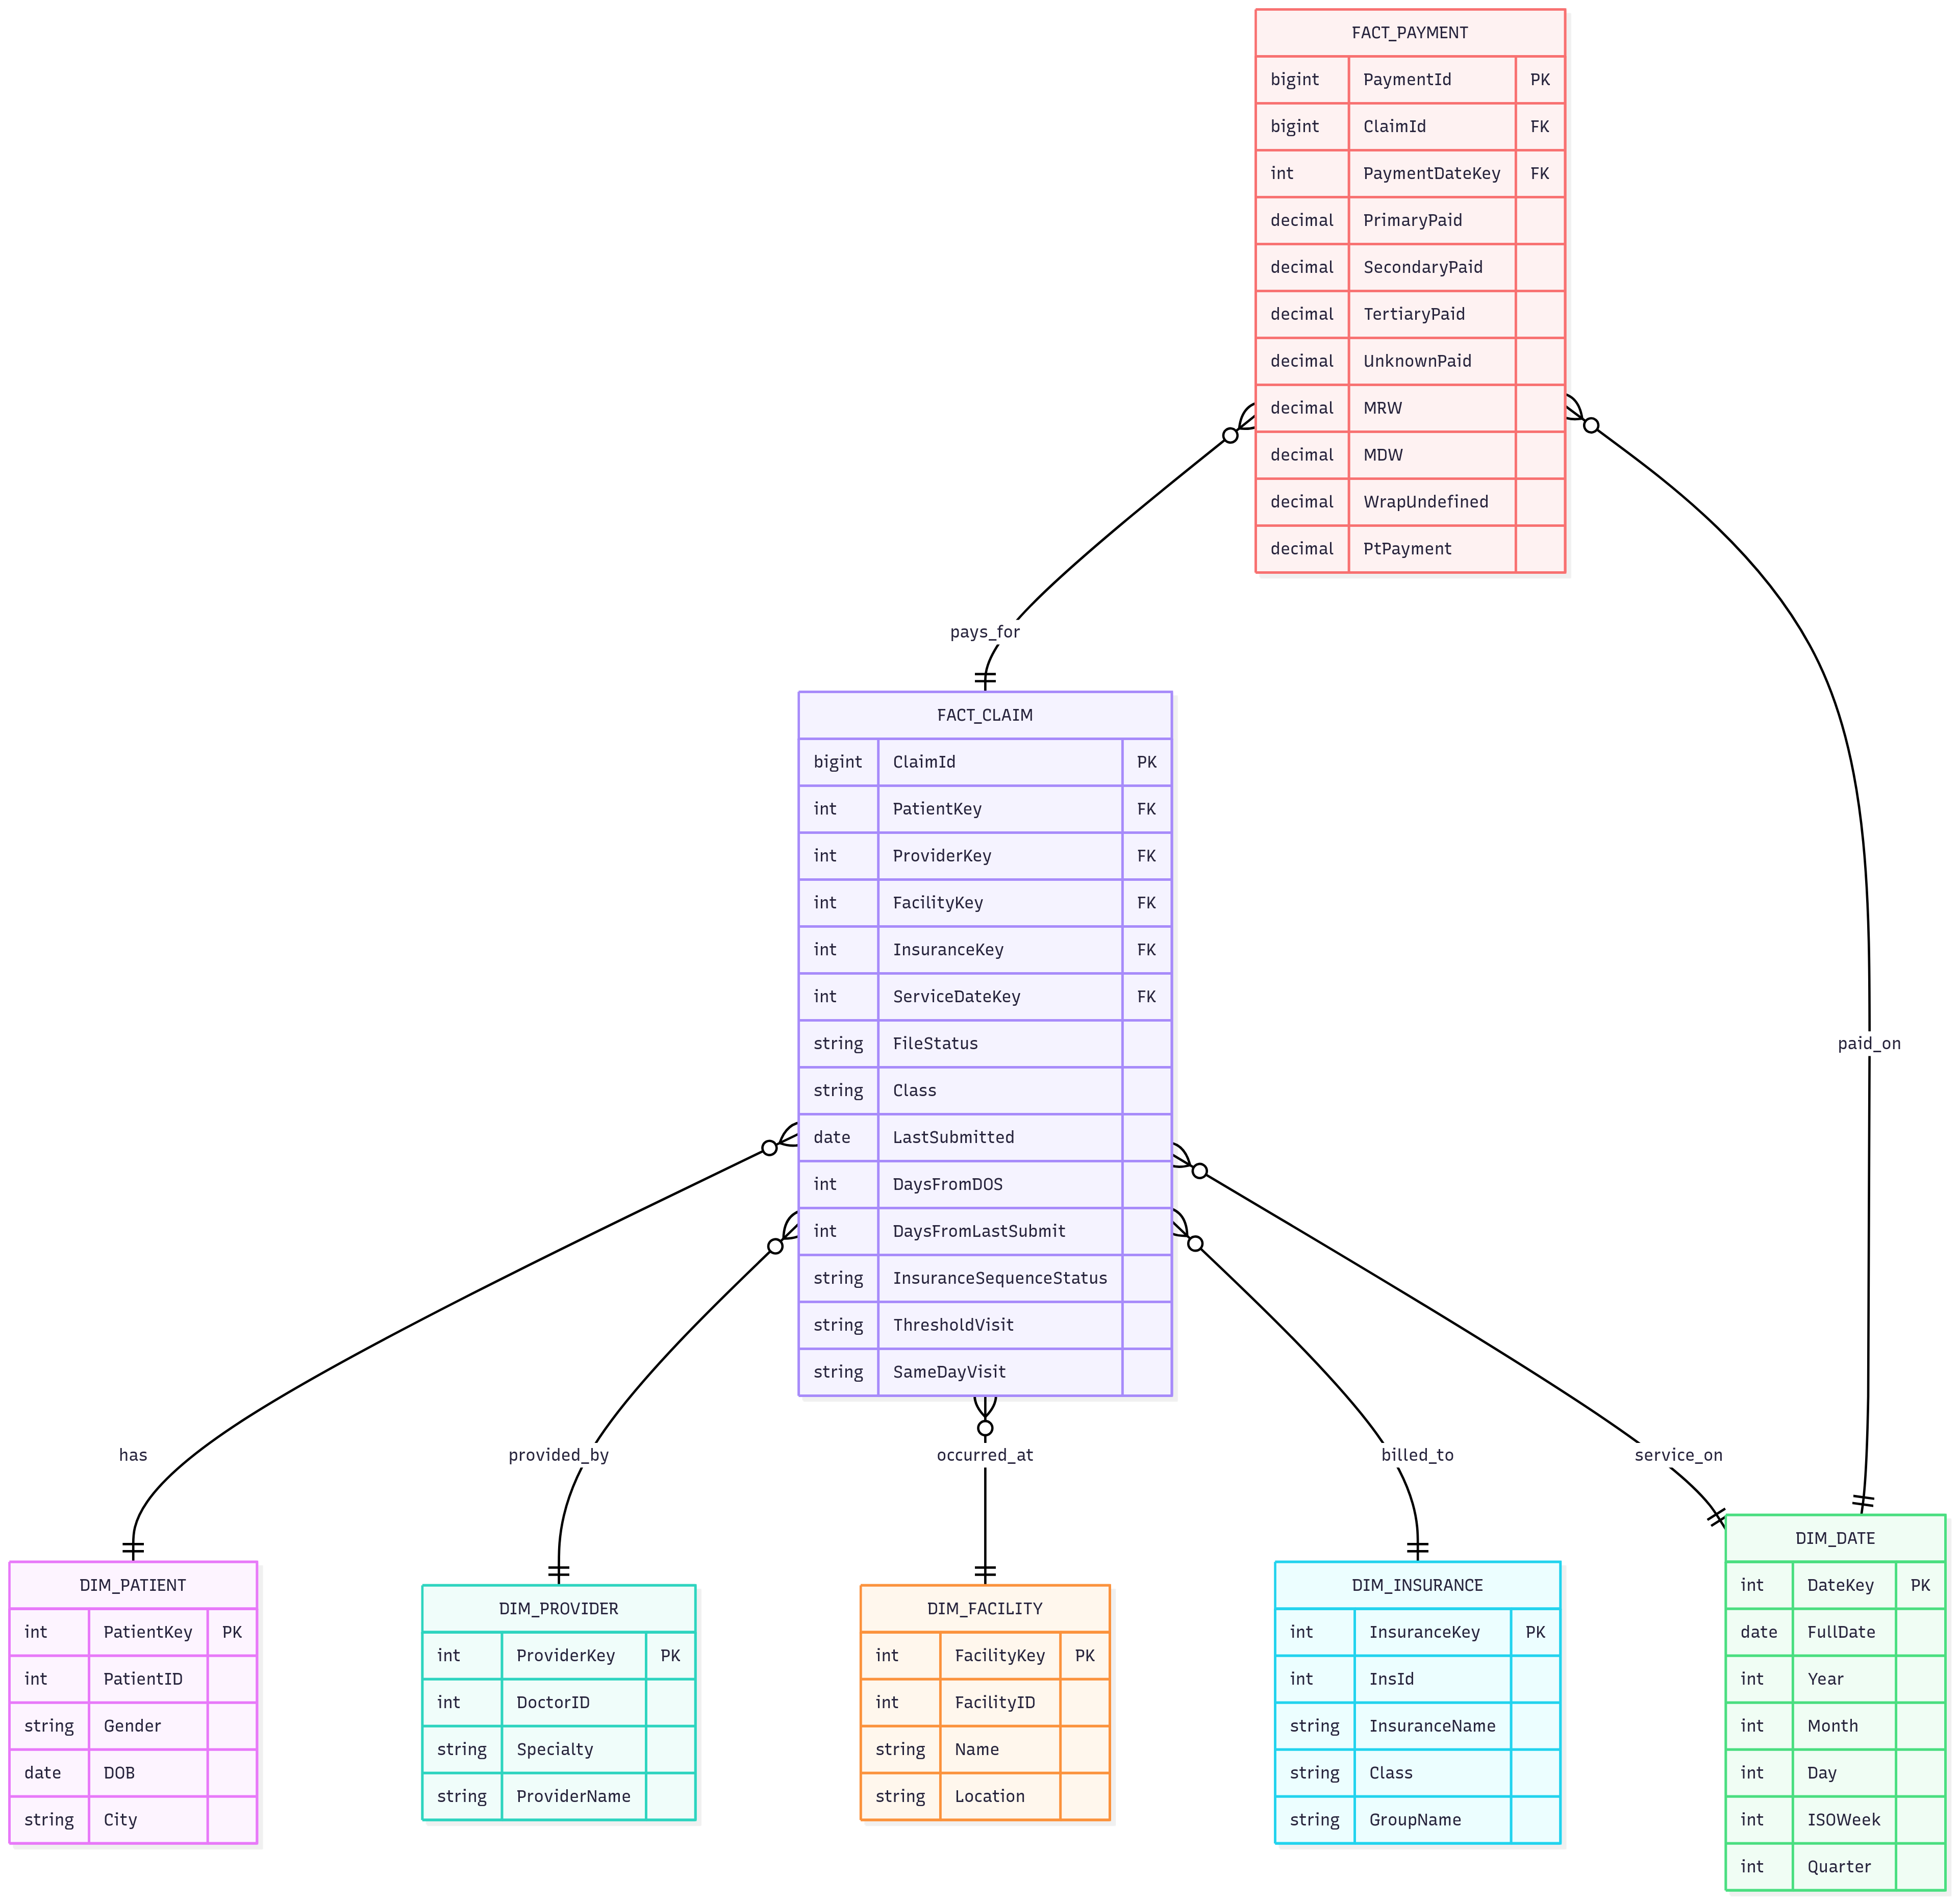 FACT_PAYMENT
bigint PaymentId PK
bigint ClaimId FK
int PaymentDateKey FK
decimal PrimaryPaid
decimal SecondaryPaid
decimal TertiaryPaid
decimal UnknownPaid
decimal MRW
decimal MDW
decimal WrapUndefined
decimal PtPayment
pays_for
paid_on
FACT_CLAIM
bigint ClaimId PK
int PatientKey FK
int ProviderKey FK
int FacilityKey FK
int InsuranceKey FK
int ServiceDateKey FK
string FileStatus
string Class
date LastSubmitted
int DaysFromDOS
int DaysFromLastSubmit
string InsuranceSequenceStatus
string ThresholdVisit
string SameDayVisit
has
provided_by
occurred_at
billed_to
service_on
DIM_PATIENT
int PatientKey PK
int PatientID
string Gender
date DOB
string City
DIM_PROVIDER
int ProviderKey PK
int DoctorID
string Specialty
string ProviderName
DIM_FACILITY
int FacilityKey PK
int FacilityID
string Name
string Location
DIM_INSURANCE
int InsuranceKey PK
int InsId
string InsuranceName
string Class
string GroupName
DIM_DATE
int DateKey PK
date FullDate
int Year
int Month
int Day
int ISOWeek
int Quarter